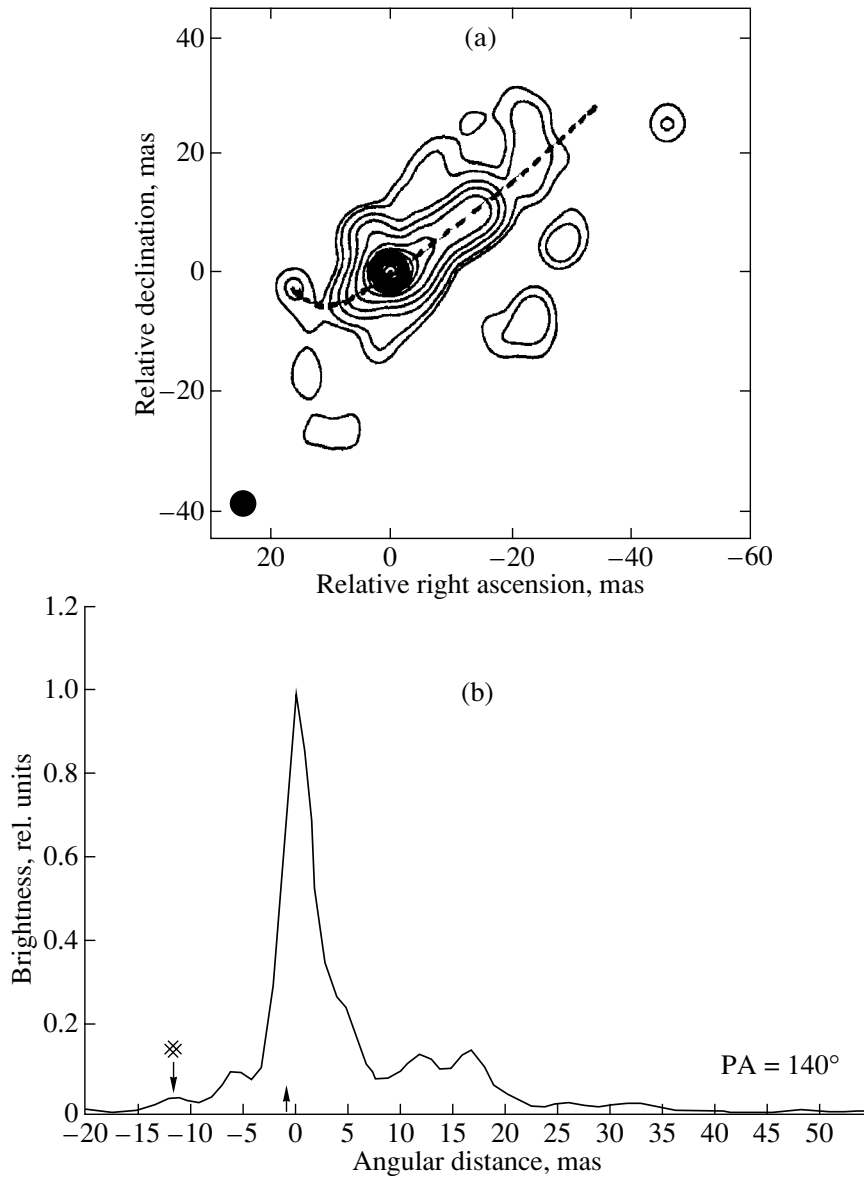 (a)
40
20
0
−20
−40
Relative declination, mas
20 0 −20 −40 −60
Relative right ascension, mas
1.2
1.0
0.8
0.6
0.4
0.2
0
Brightness, rel. units
(b)
PA = 140°
−20 −15 −10 −5 0 5 10 15 20 25 30 35 40 45 50
Angular distance, mas